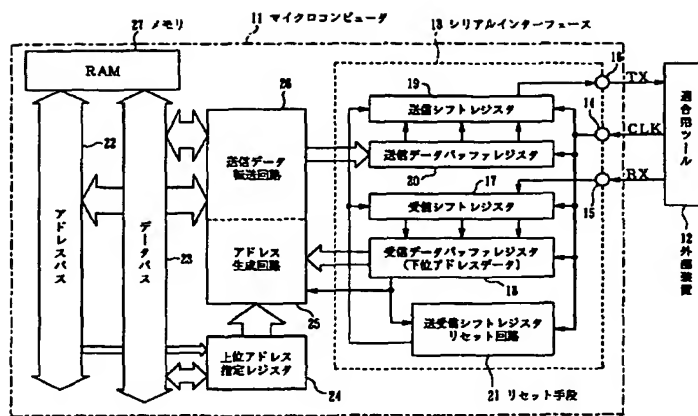 27 メモリ
11 マイクロコンピュータ
13 シリアルインターフェース
RAM
26
19
送信シフトレジスタ
16
TX
14
CLK
22
送信データ
転送回路
送信データバッファレジスタ
20
17
受信シフトレジスタ
RX
15
適合用ツール
12 外部装置
アドレスバス
データバス
23
アドレス
生成回路
受信データバッファレジスタ
(下位アドレスデータ)
18
25
送受信シフトレジスタ
リセット回路
上位アドレス
指定レジスタ
24
21 リセット手段